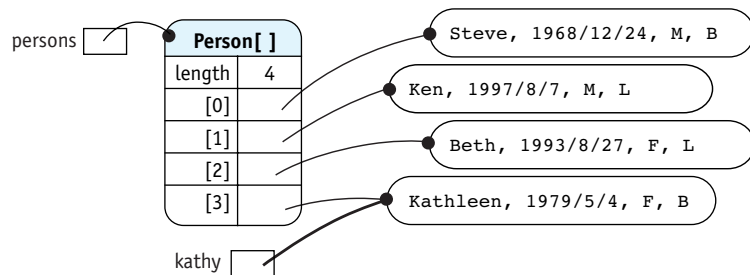 persons
Person[ ]
length 4
[0]
[1]
[2]
[3]
Steve, 1968/12/24, M, B
Ken, 1997/8/7, M, L
Beth, 1993/8/27, F, L
Kathleen, 1979/5/4, F, B
kathy